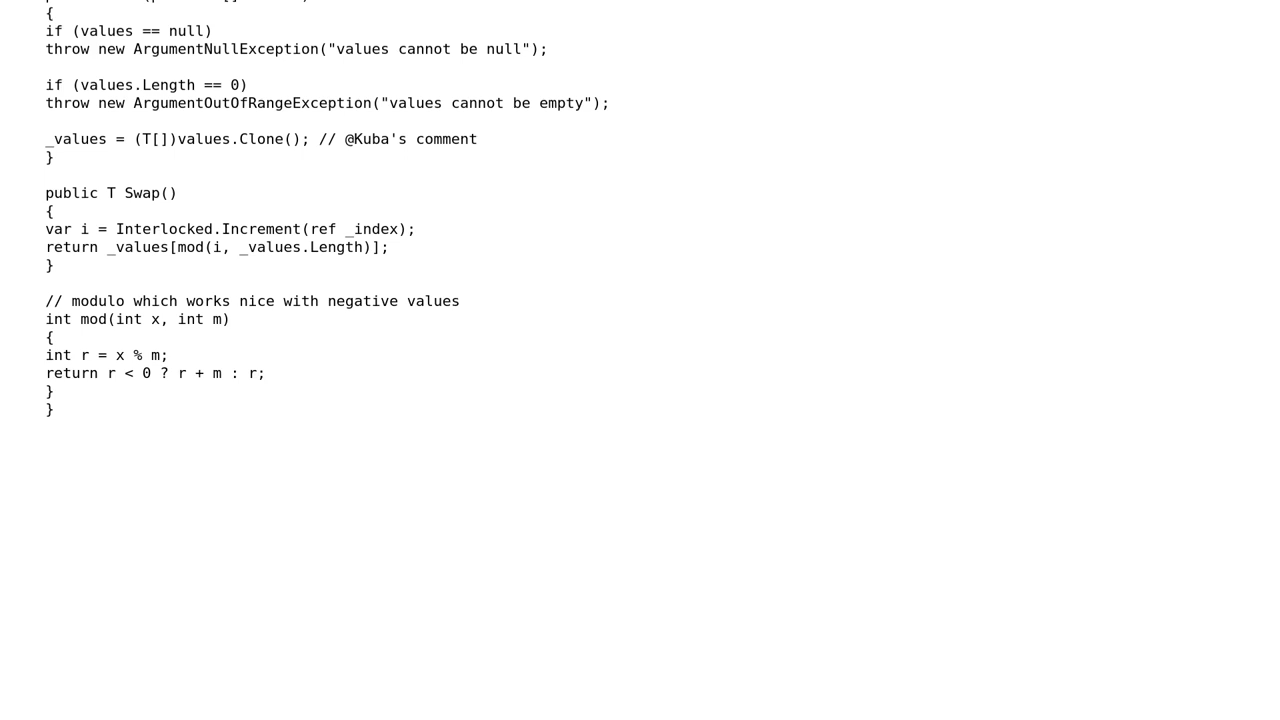 {
if (values == null)
throw new ArgumentNullException("values cannot be null");

if (values.Length == 0)
throw new ArgumentOutOfRangeException("values cannot be empty");

_values = (T[])values.Clone(); // @Kuba's comment
}

public T Swap()
{
var i = Interlocked.Increment(ref _index);
return _values[mod(i, _values.Length)];
}

// modulo which works nice with negative values
int mod(int x, int m)
{
int r = x % m;
return r < 0 ? r + m : r;
}
}